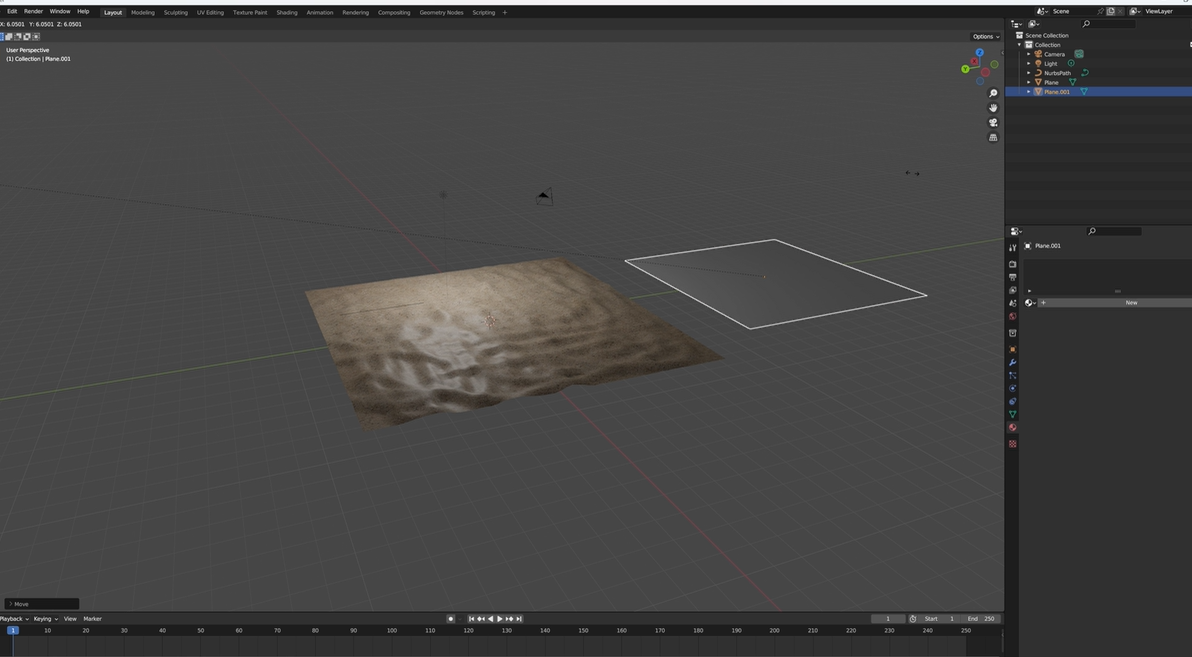 Edit Render Window Help Layout Modeling Sculpting UV Editing Texture Paint Shading Animation Rendering Compositing Geometry Nodes Scripting + Scene ViewLayer
X: 6.0501 Y: 6.0501 Z: 6.0501
Options
User Perspective
(1) Collection | Plane.001
Z
Y
Scene Collection
Collection
Camera
Light
NurbsPath
Plane
Plane.001
Plane.001
+ New
Move
Playback Keying View Marker 1 Start 1 End 250
1 10 20 30 40 50 60 70 80 90 100 110 120 130 140 150 160 170 180 190 200 210 220 230 240 250